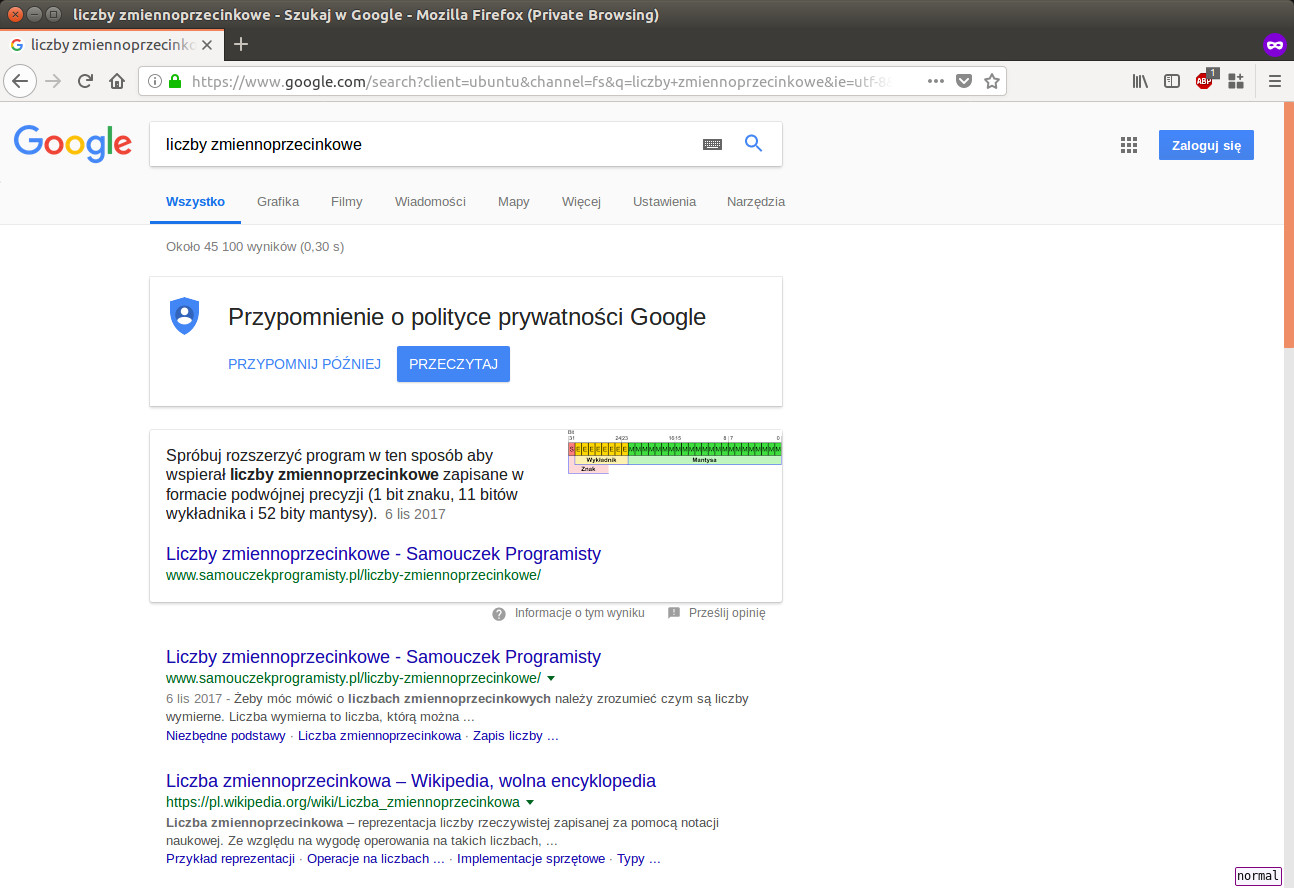 liczby zmiennoprzecinkowe - Szukaj w Google - Mozilla Firefox (Private Browsing)
liczby zmiennoprzecinko
https://www.google.com/search?client=ubuntu&channel=fs&q=liczby+zmiennoprzecinkowe&ie=utf-8
ABP 1
Google
liczby zmiennoprzecinkowe
Zaloguj się
Wszystko Grafika Filmy Wiadomości Mapy Więcej Ustawienia Narzędzia
Około 45 100 wyników (0,30 s)
Przypomnienie o polityce prywatności Google
PRZYPOMNIJ PÓŹNIEJ PRZECZYTAJ
Spróbuj rozszerzyć program w ten sposób aby
wspierał liczby zmiennoprzecinkowe zapisane w
formacie podwójnej precyzji (1 bit znaku, 11 bitów
wykładnika i 52 bity mantysy). 6 lis 2017
Bit
31 24|23 16|15 8 | 7 0
S E E E E E E E E M M M M M M M M M M M M M M M M M M M M M M M
Wykładnik Mantysa
Znak
Liczby zmiennoprzecinkowe - Samouczek Programisty
www.samouczekprogramisty.pl/liczby-zmiennoprzecinkowe/
Informacje o tym wyniku Prześlij opinię
Liczby zmiennoprzecinkowe - Samouczek Programisty
www.samouczekprogramisty.pl/liczby-zmiennoprzecinkowe/
6 lis 2017 - Żeby móc mówić o liczbach zmiennoprzecinkowych należy zrozumieć czym są liczby
wymierne. Liczba wymierna to liczba, którą można ...
Niezbędne podstawy · Liczba zmiennoprzecinkowa · Zapis liczby ...
Liczba zmiennoprzecinkowa – Wikipedia, wolna encyklopedia
https://pl.wikipedia.org/wiki/Liczba_zmiennoprzecinkowa
Liczba zmiennoprzecinkowa – reprezentacja liczby rzeczywistej zapisanej za pomocą notacji
naukowej. Ze względu na wygodę operowania na takich liczbach, ...
Przykład reprezentacji · Operacje na liczbach ... · Implementacje sprzętowe · Typy ...
normal